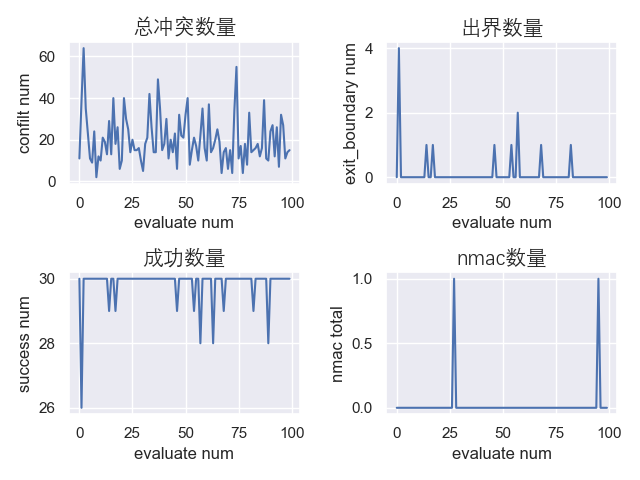 总冲突数量
confilt num
60
40
20
0
0 25 50 75 100
evaluate num
出界数量
exit_boundary num
4
2
0
0 25 50 75 100
evaluate num
成功数量
success num
30
28
26
0 25 50 75 100
evaluate num
nmac数量
nmac total
1.0
0.5
0.0
0 25 50 75 100
evaluate num